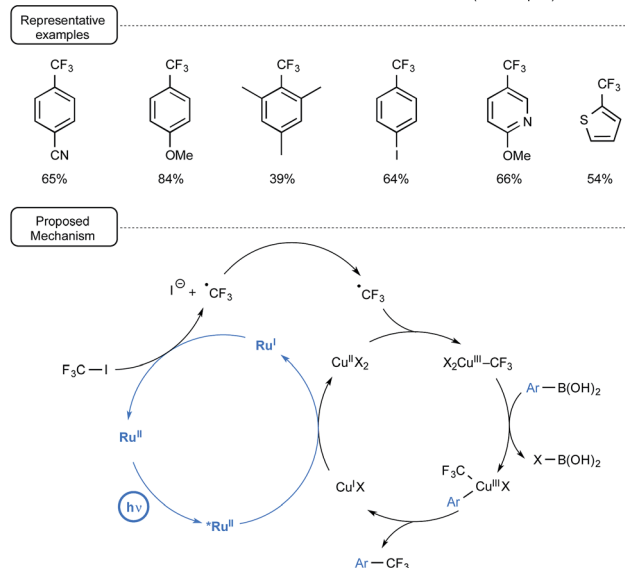 Representative
examples
CF3 CF3 CF3 CF3 CF3 CF3
N S
CN OMe I OMe
65% 84% 39% 64% 66% 54%
Proposed
Mechanism
I⊖ + •CF3 •CF3
F3C–I RuI CuIIX2 X2CuIII–CF3
Ar–B(OH)2
RuII
X–B(OH)2
CuIX F3C CuIIIX
Ar
hν
*RuII
Ar–CF3